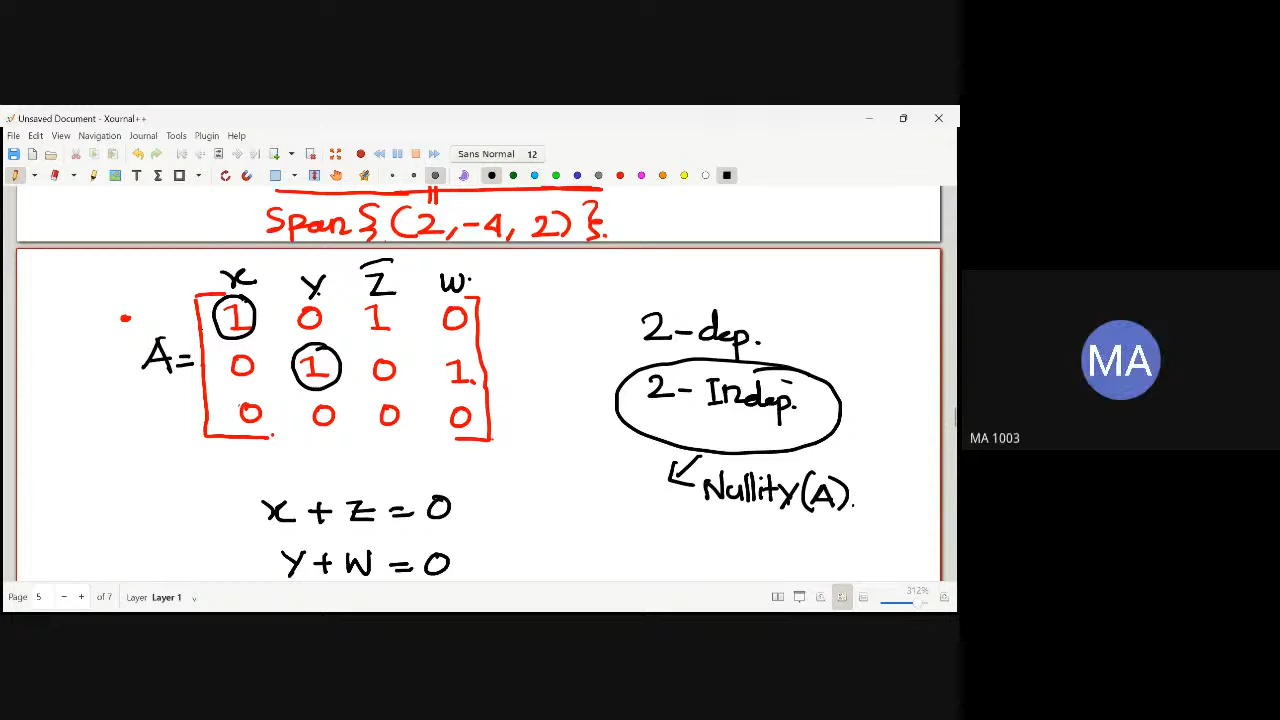 Unsaved Document - Xournal++
File Edit View Navigation Journal Tools Plugin Help
Sans Normal 12
Span { (2, -4, 2) }.
x y z w
A = [ 1 0 1 0
0 1 0 1
0 0 0 0 ]
2-dep.
2- Indep.
Nullity(A).
x + z = 0
y + w = 0
Page 5 of 7 Layer Layer 1 312%
MA
MA 1003